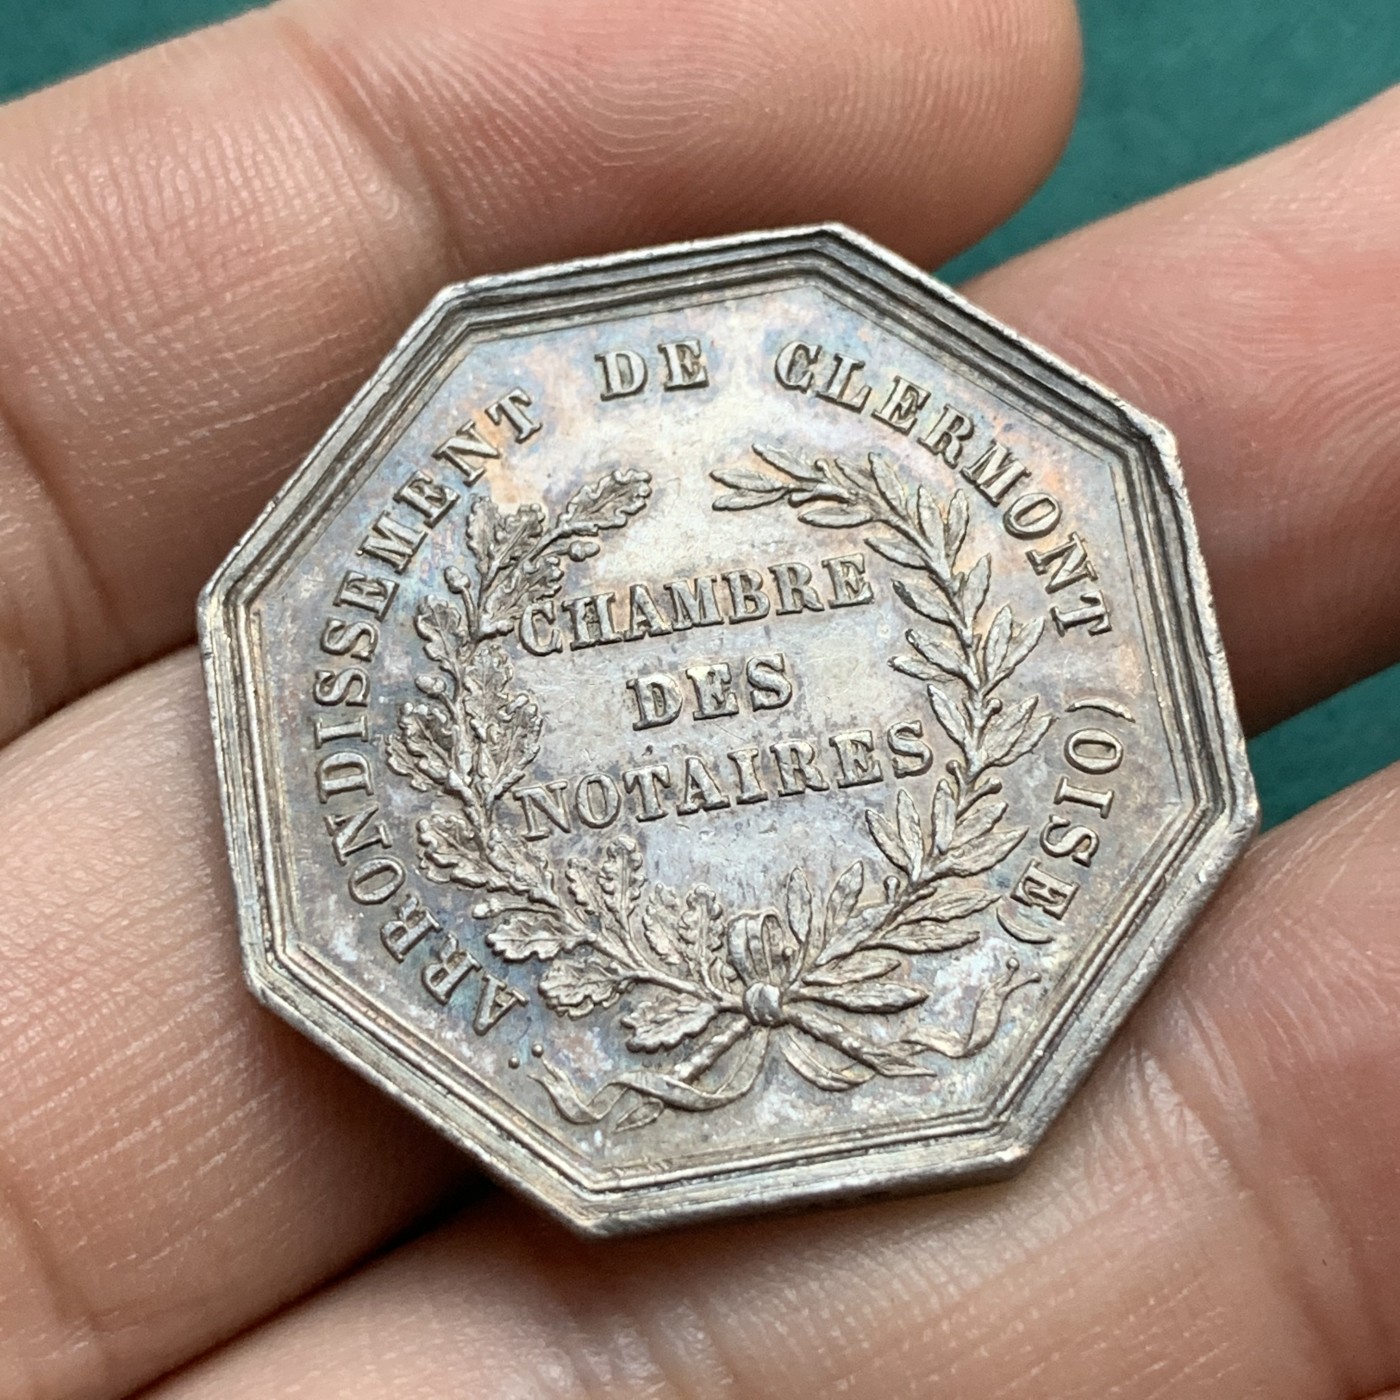 ARRONDISSEMENT DE CLERMONT (OISE)
CHAMBRE
DES
NOTAIRES